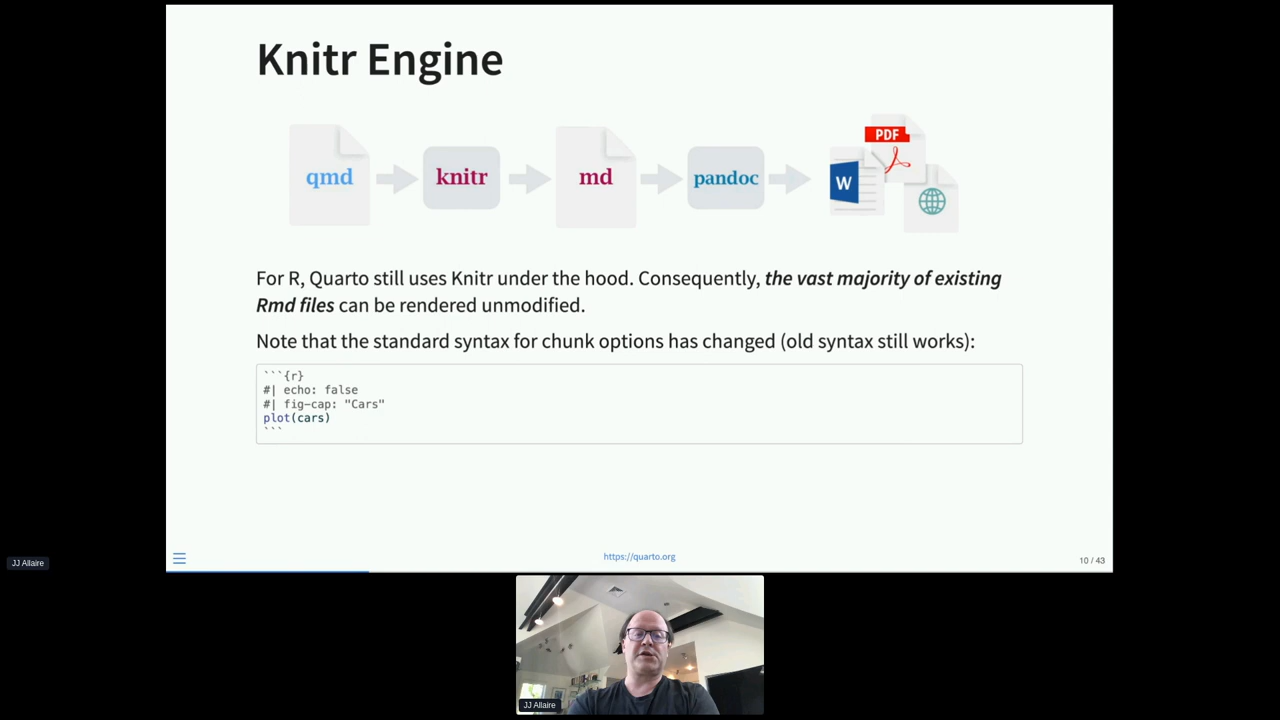 Knitr Engine
qmd
knitr
md
pandoc
PDF
W
For R, Quarto still uses Knitr under the hood. Consequently, the vast majority of existing
Rmd files can be rendered unmodified.
Note that the standard syntax for chunk options has changed (old syntax still works):
```{r}
#| echo: false
#| fig-cap: "Cars"
plot(cars)
```
https://quarto.org
10 / 43
JJ Allaire
JJ Allaire